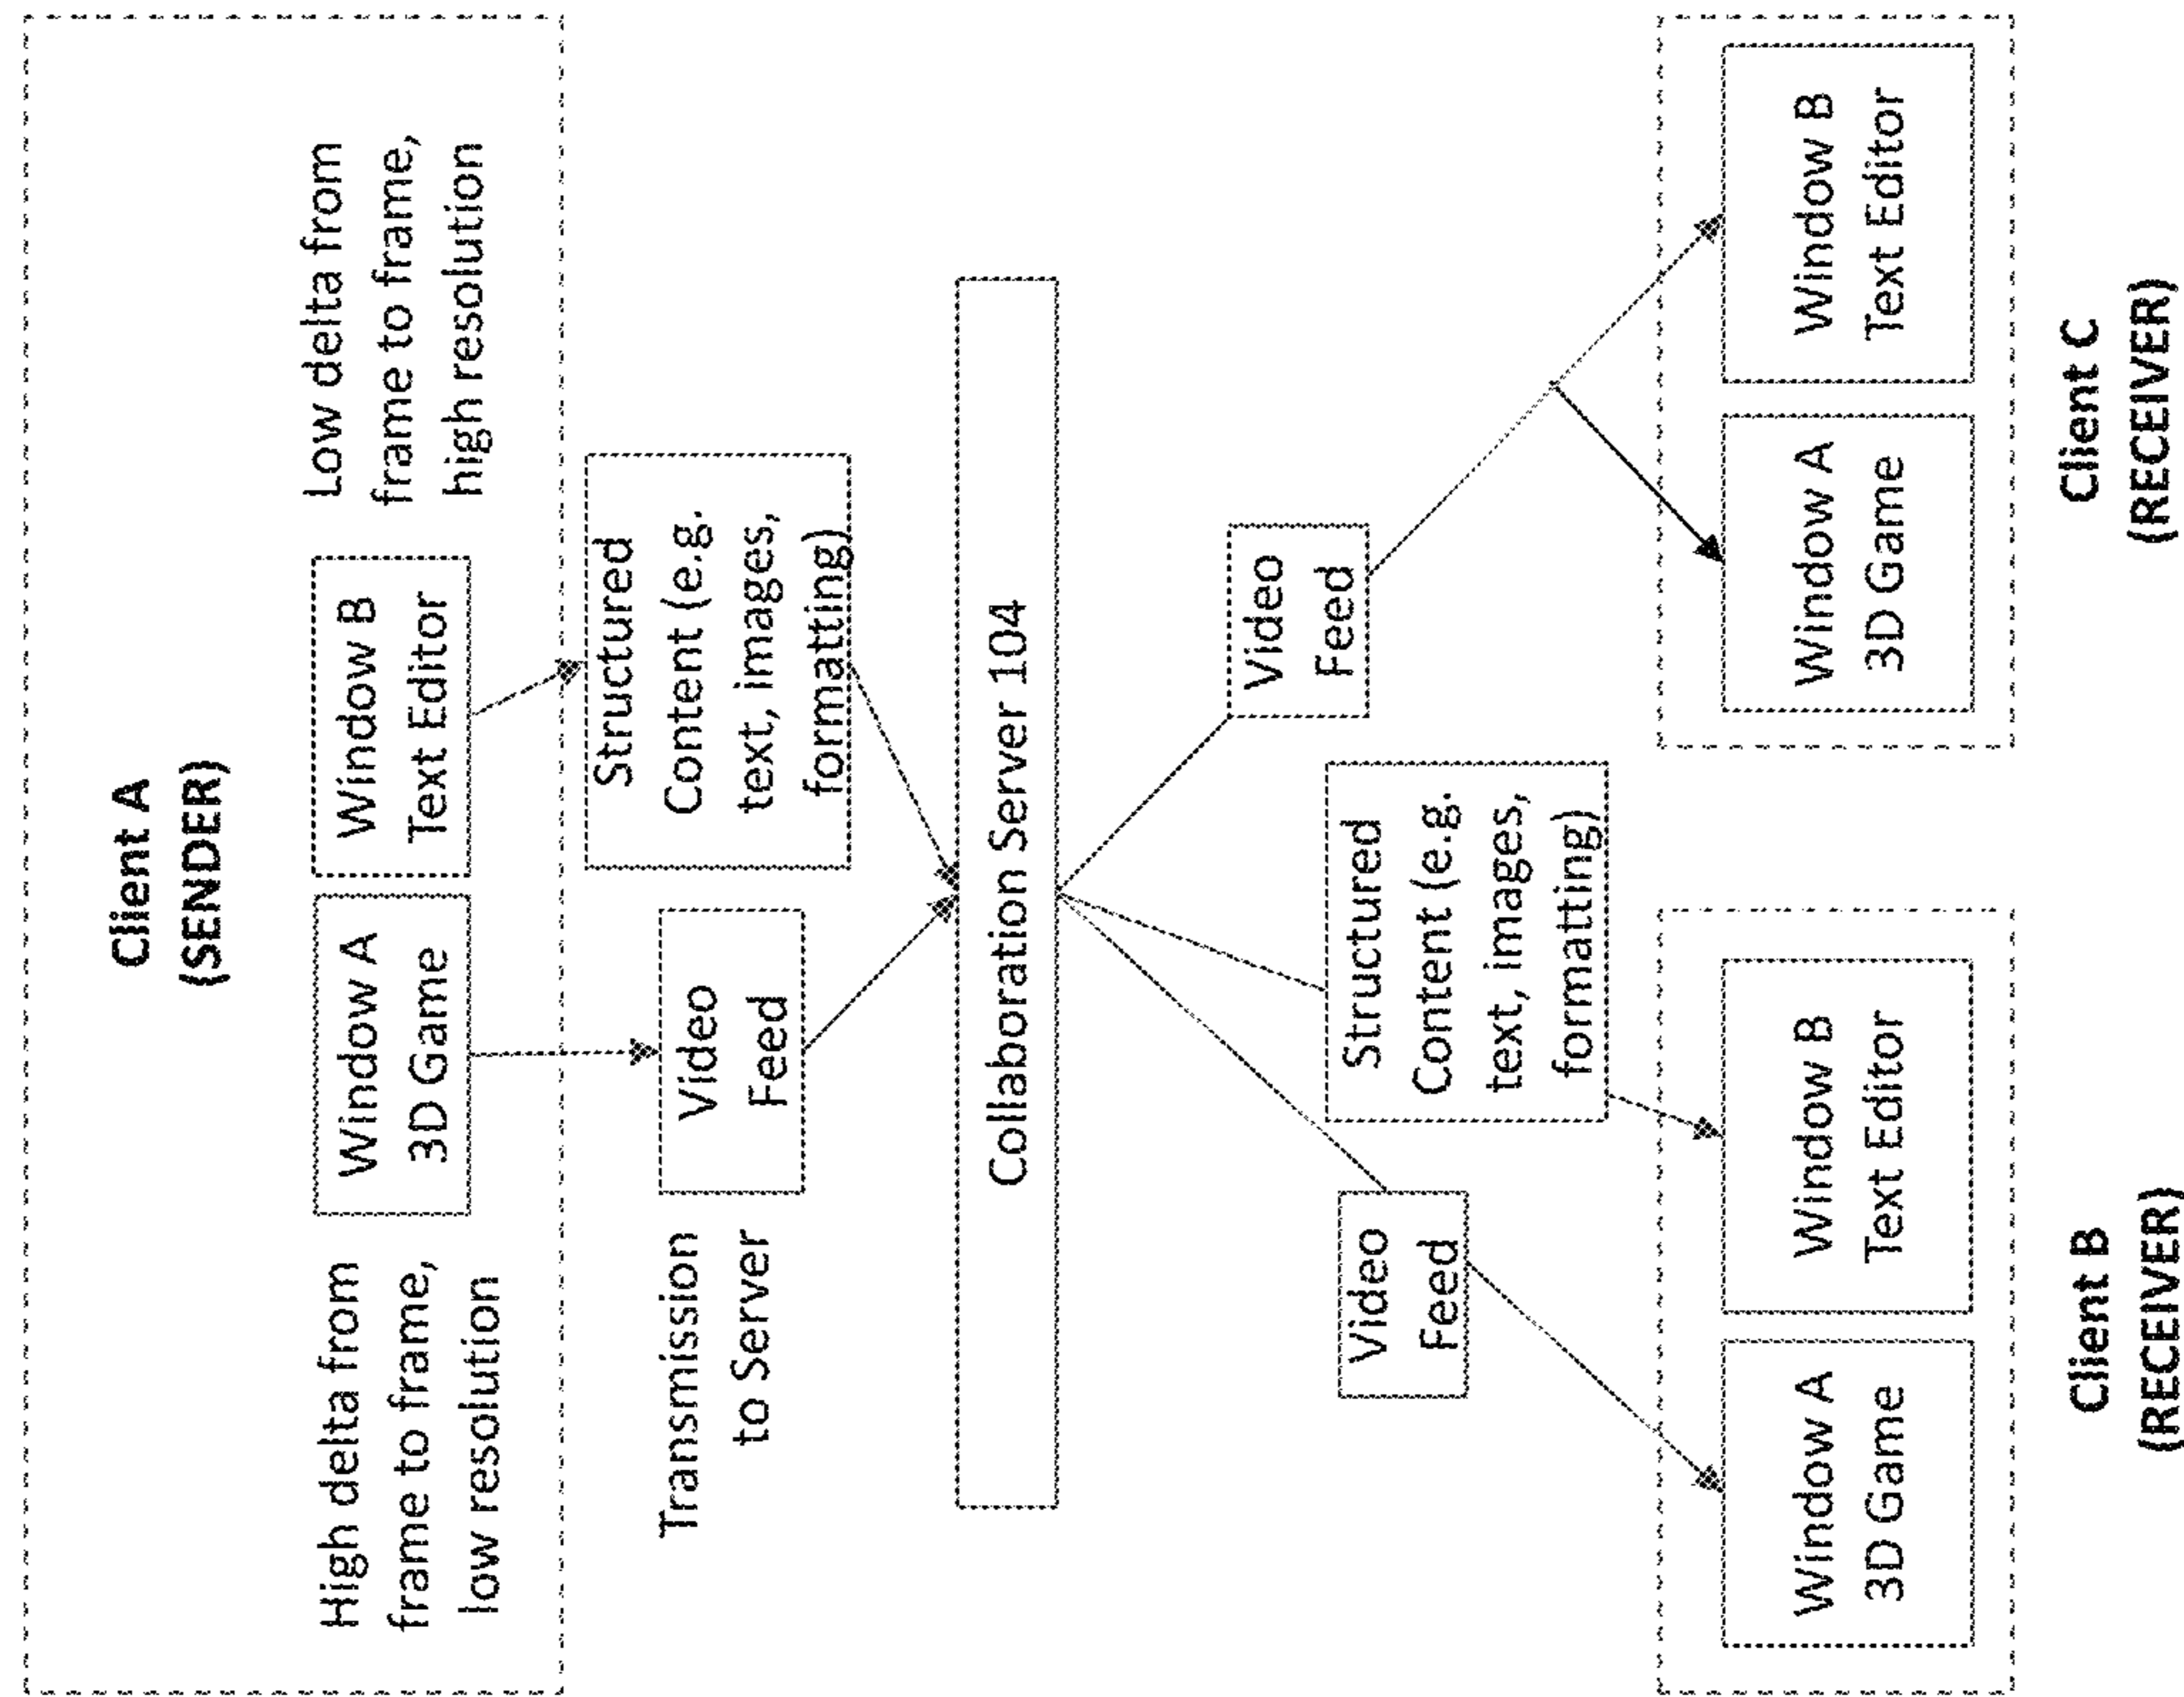 Client A
(SENDER)
High delta from
frame to frame,
low resolution
Window A
3D Game
Window B
Text Editor
Low delta from
frame to frame,
high resolution
Transmission
to Server
Video
Feed
Structured
Content (e.g.
text, images,
formatting)
Collaboration Server 104
Video
Feed
Structured
Content (e.g.
text, images,
formatting)
Video
Feed
Window A
3D Game
Window B
Text Editor
Window A
3D Game
Window B
Text Editor
Client B
(RECEIVER)
Client C
(RECEIVER)